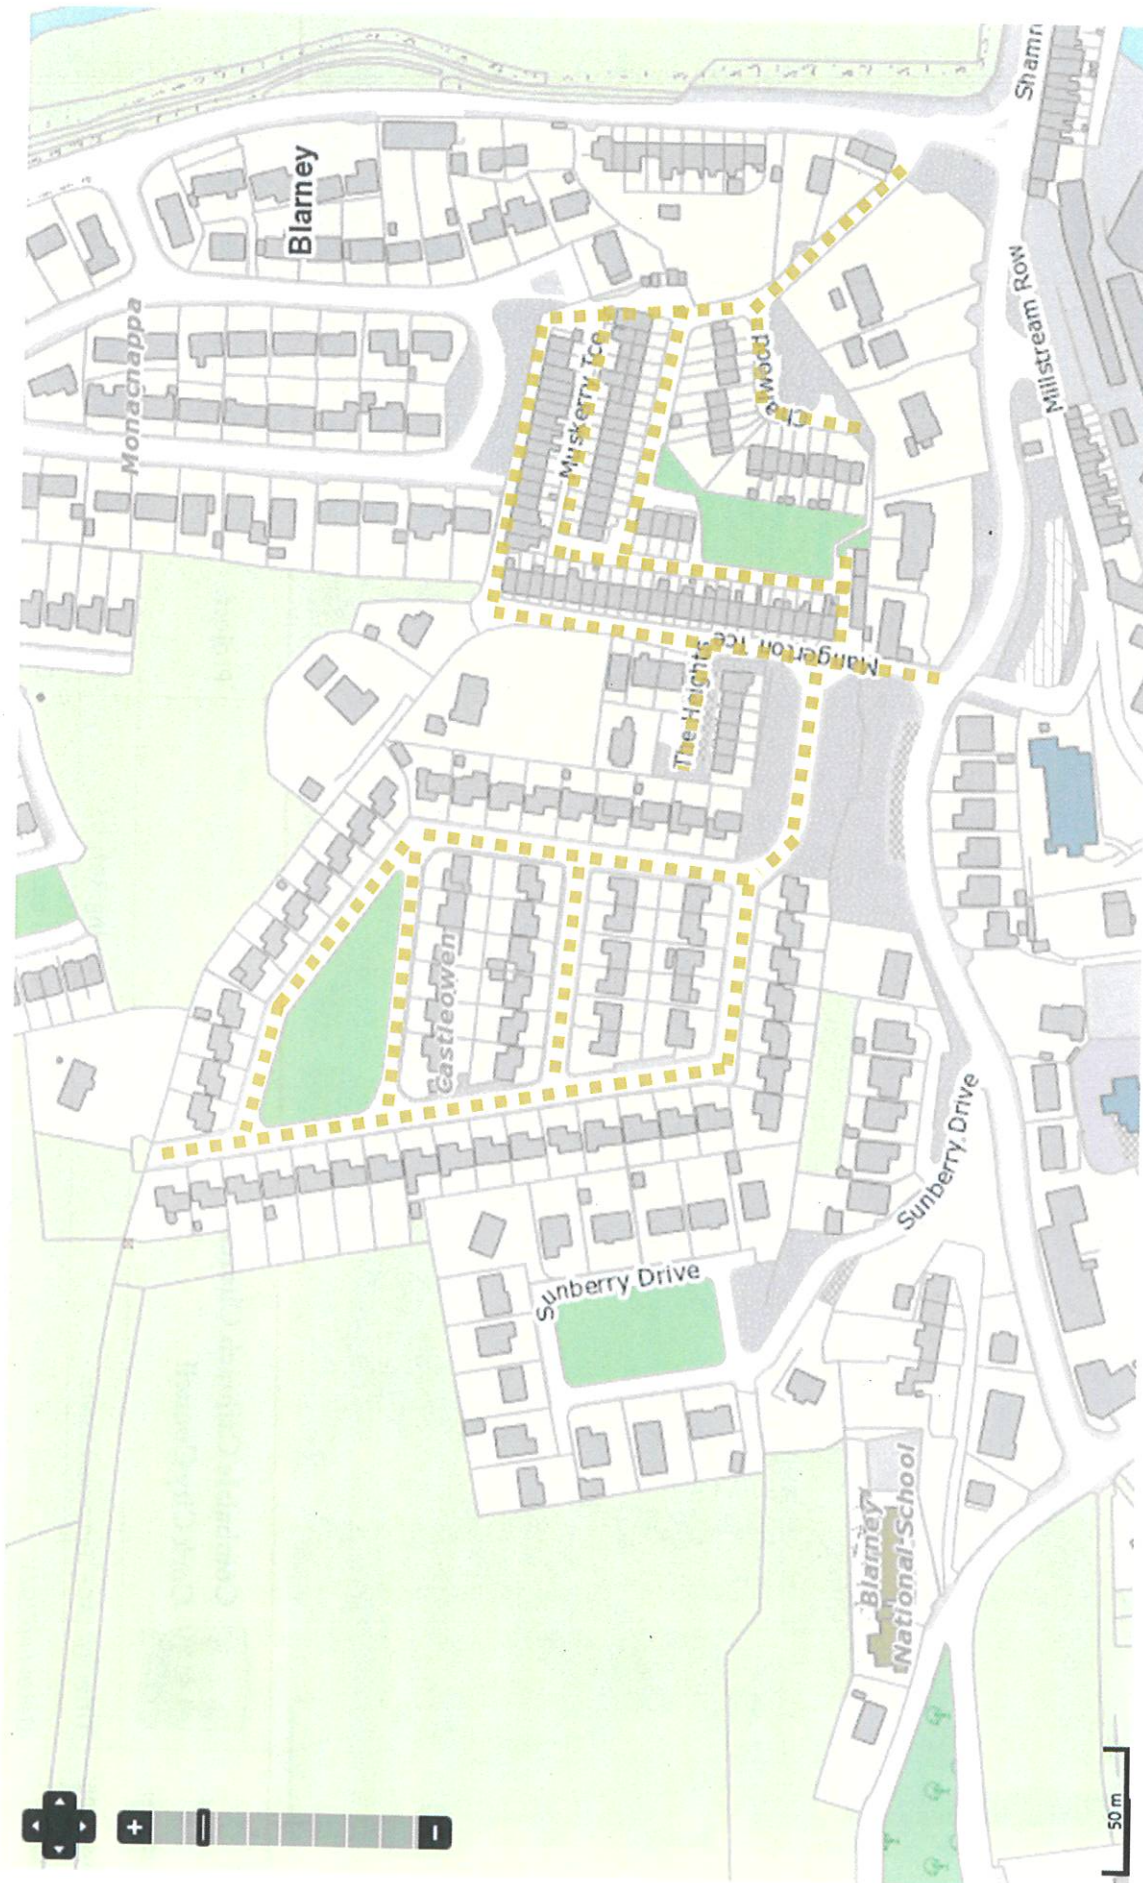 Shamr
Blarney
Monacnappa
Millstream Row
Muskerry Tce
Charwood
Mangerton Tce
The Heights
Castleowen
Sunberry Drive
Sunberry Drive
Blarney
National School
+
−
50 m